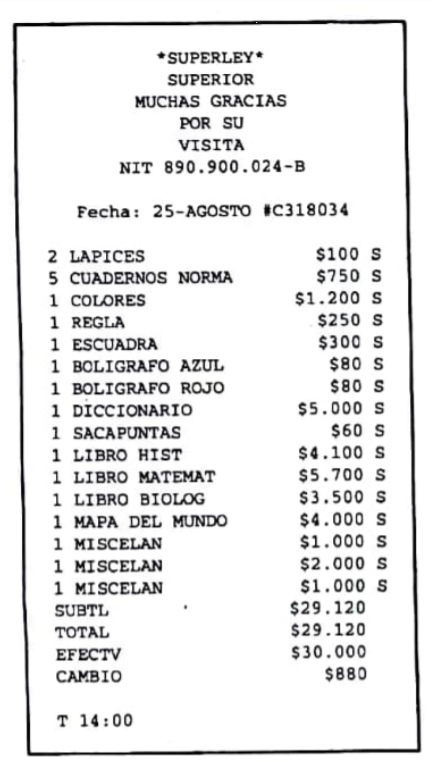 *SUPERLEY*
SUPERIOR
MUCHAS GRACIAS
POR SU
VISITA
NIT 890.900.024-B
Fecha: 25-AGOSTO #C318034
2 LAPICES $100 S
5 CUADERNOS NORMA $750 S
1 COLORES $1.200 S
1 REGLA $250 S
1 ESCUADRA $300 S
1 BOLIGRAFO AZUL $80 S
1 BOLIGRAFO ROJO $80 S
1 DICCIONARIO $5.000 S
1 SACAPUNTAS $60 S
1 LIBRO HIST $4.100 S
1 LIBRO MATEMAT $5.700 S
1 LIBRO BIOLOG $3.500 S
1 MAPA DEL MUNDO $4.000 S
1 MISCELAN $1.000 S
1 MISCELAN $2.000 S
1 MISCELAN $1.000 S
SUBTL $29.120
TOTAL $29.120
EFECTV $30.000
CAMBIO $880
T 14:00